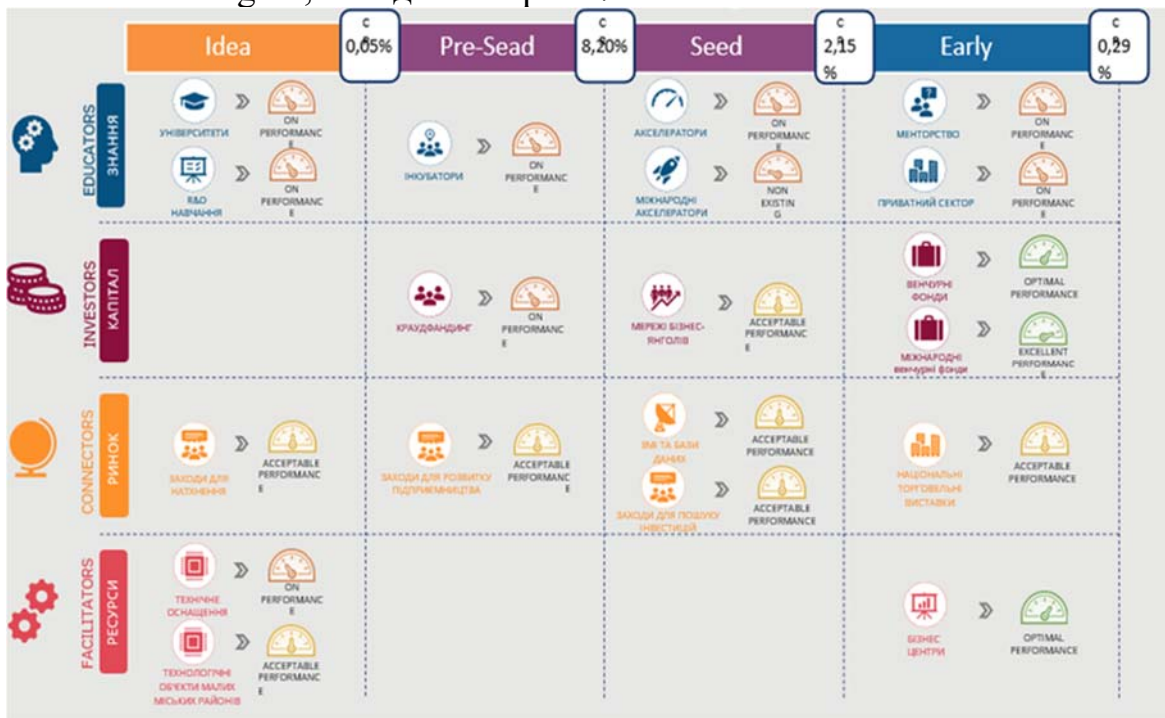 Idea
CR
0,05%
Pre-Sead
CR
8,20%
Seed
CR
2,15
%
Early
CR
0,29
%
EDUCATORS
ЗНАННЯ
УНІВЕРСИТЕТИ
ON
PERFORMANC
E
R&D
НАВЧАННЯ
ON
PERFORMANC
E
ІНКУБАТОРИ
ON
PERFORMANC
E
АКСЕЛЕРАТОРИ
ON
PERFORMANC
E
МІЖНАРОДНІ
АКСЕЛЕРАТОРИ
NON
EXISTIN
G
МЕНТОРСТВО
ON
PERFORMANC
E
ПРИВАТНИЙ СЕКТОР
ON
PERFORMANC
E
INVESTORS
КАПІТАЛ
КРАУДФАНДИНГ
ON
PERFORMANC
E
МЕРЕЖІ БІЗНЕС-
ЯНГОЛІВ
ACCEPTABLE
PERFORMANC
E
ВЕНЧУРНІ
ФОНДИ
OPTIMAL
PERFORMANCE
МІЖНАРОДНІ
венчурні фонди
EXCELLENT
PERFORMANC
E
CONNECTORS
РИНОК
ЗАХОДИ ДЛЯ
НАТХНЕННЯ
ACCEPTABLE
PERFORMANC
E
ЗАХОДИ ДЛЯ РОЗВИТКУ
ПІДПРИЄМНИЦТВА
ACCEPTABLE
PERFORMANC
E
ЗМІ ТА БАЗИ
ДАНИХ
ACCEPTABLE
PERFORMANCE
ЗАХОДИ ДЛЯ ПОШУКУ
ІНВЕСТИЦІЙ
ACCEPTABLE
PERFORMANCE
НАЦІОНАЛЬНІ
ТОРГОВЕЛЬНІ
ВИСТАВКИ
ACCEPTABLE
PERFORMANCE
FACILITATORS
РЕСУРСИ
ТЕХНІЧНЕ
ОСНАЩЕННЯ
ON
PERFORMANC
E
ТЕХНОЛОГІЧНІ
ОБ'ЄКТИ МАЛИХ
МІСЬКИХ РАЙОНІВ
ACCEPTABLE
PERFORMANC
E
БІЗНЕС
ЦЕНТРИ
OPTIMAL
PERFORMANCE